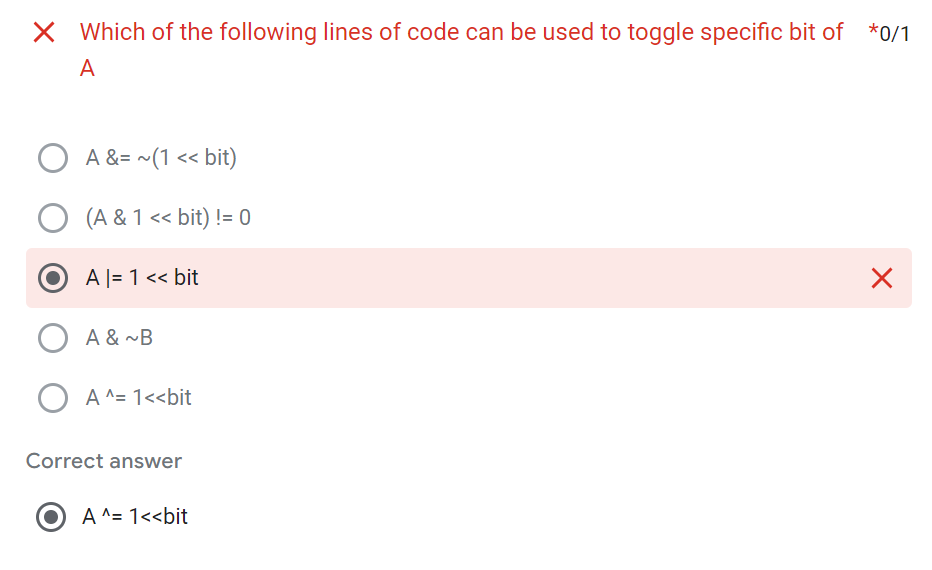 Which of the following lines of code can be used to toggle specific bit of *0/1
A
A &= ~(1 << bit)
(A & 1 << bit) != 0
A |= 1 << bit
A & ~B
A ^= 1<<bit
Correct answer
A ^= 1<<bit